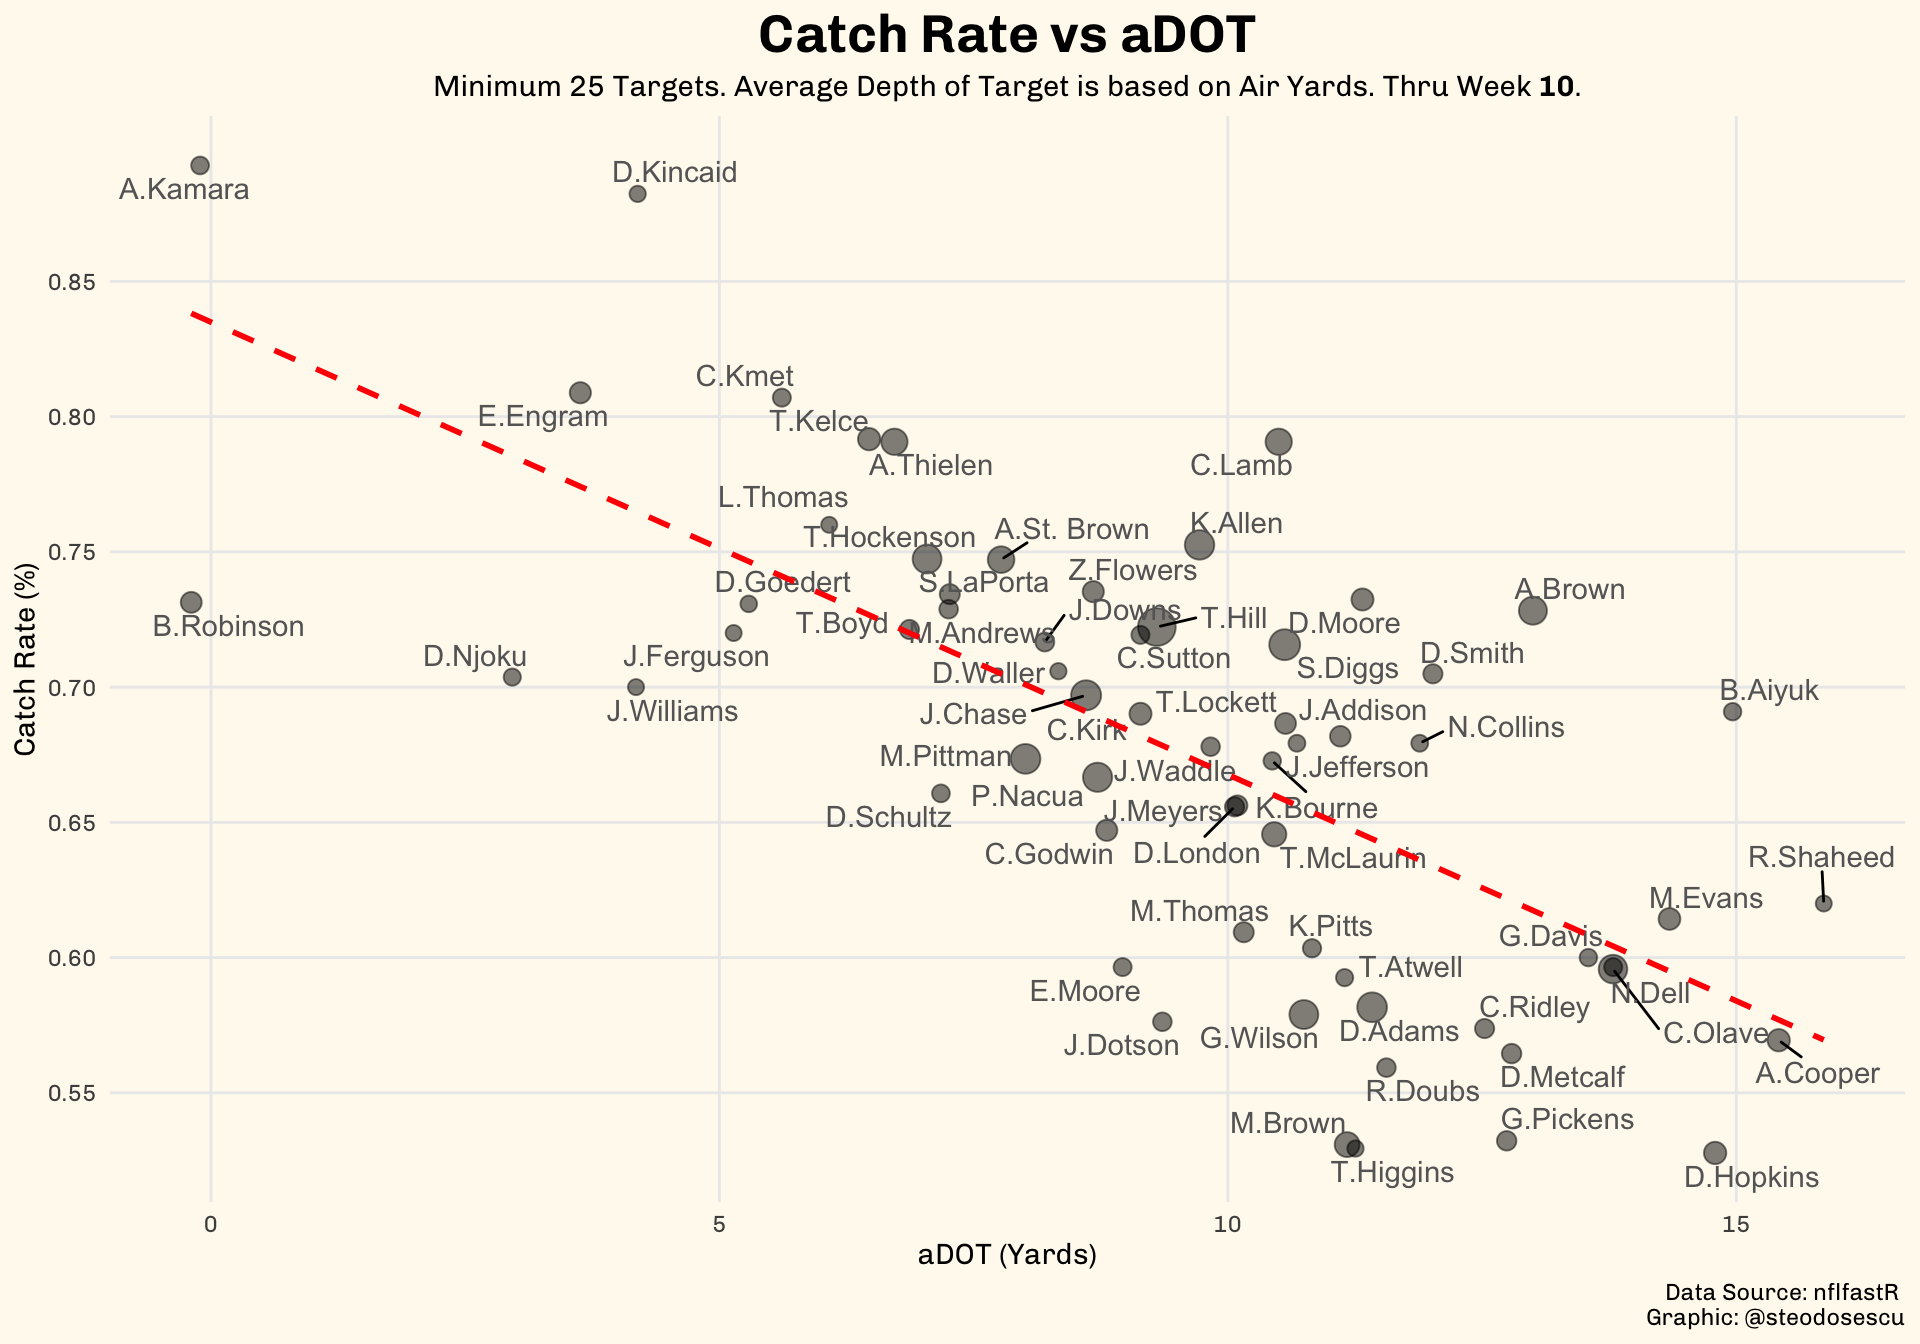 Catch Rate vs aDOT
Minimum 25 Targets. Average Depth of Target is based on Air Yards. Thru Week 10.
A.Kamara
D.Kincaid
0.85
C.Kmet
E.Engram
0.80
T.Kelce
A.Thielen
C.Lamb
L.Thomas
T.Hockenson
A.St. Brown
K.Allen
0.75
Z.Flowers
D.Goedert
S.LaPorta
A.Brown
J.Downs
T.Hill
D.Moore
B.Robinson
T.Boyd
M.Andrews
D.Njoku
J.Ferguson
C.Sutton
D.Smith
D.Waller
S.Diggs
0.70
B.Aiyuk
J.Williams
J.Chase
T.Lockett
J.Addison
C.Kirk
N.Collins
M.Pittman
J.Waddle
J.Jefferson
P.Nacua
D.Schultz
J.Meyers
K.Bourne
0.65
C.Godwin
D.London
T.McLaurin
R.Shaheed
M.Evans
M.Thomas
K.Pitts
G.Davis
0.60
T.Atwell
E.Moore
N.Dell
C.Ridley
J.Dotson
G.Wilson
D.Adams
C.Olave
A.Cooper
D.Metcalf
R.Doubs
0.55
M.Brown
G.Pickens
T.Higgins
D.Hopkins
Catch Rate (%)
0
5
10
15
aDOT (Yards)
Data Source: nflfastR
Graphic: @steodosescu